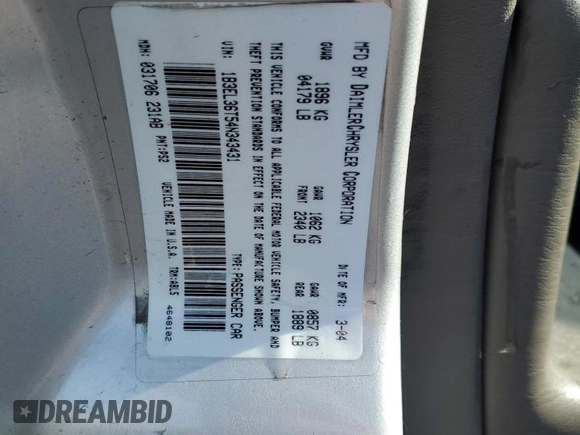 MFD BY DAIMLERCHRYSLER CORPORATION
DATE OF MFR: 3-04
GVWR
1896 KG
04179 LB
GAWR FRONT
1062 KG
2340 LB
GAWR REAR
0857 KG
1889 LB
THIS VEHICLE CONFORMS TO ALL APPLICABLE FEDERAL MOTOR VEHICLE SAFETY, BUMPER AND
THEFT PREVENTION STANDARDS IN EFFECT ON THE DATE OF MANUFACTURE SHOWN ABOVE.
VIN: 1B3EL36T54N343431
TYPE: PASSENGER CAR
MDH: 031706 231AB
PNT: PS2
VEHICLE MADE IN U.S.A.
TRM: ABL5
4648102
DREAMBID